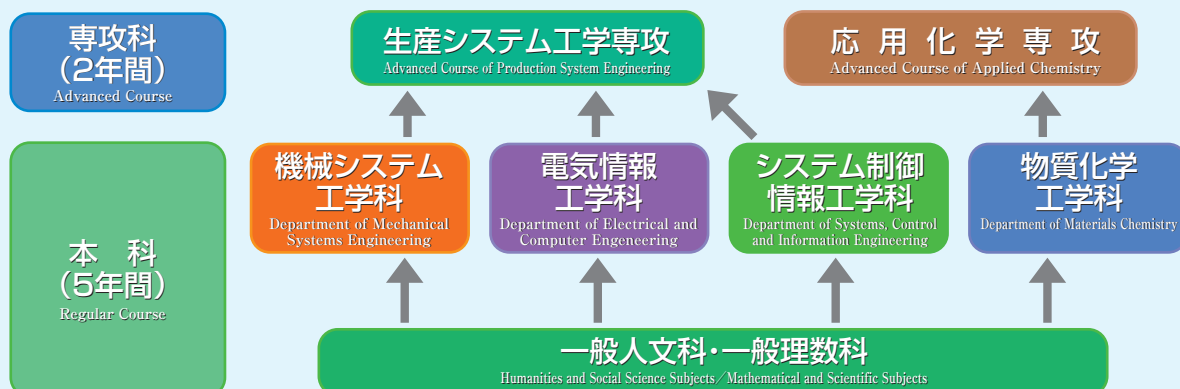 専攻科
（2年間）
Advanced Course
生産システム工学専攻
Advanced Course of Production System Engineering
応用化学専攻
Advanced Course of Applied Chemistry
本科
（5年間）
Regular Course
機械システム
工学科
Department of Mechanical
Systems Engineering
電気情報
工学科
Department of Electrical and
Computer Engeneering
システム制御
情報工学科
Department of Systems, Control
and Information Engineering
物質化学
工学科
Department of Materials Chemistry
一般人文科・一般理数科
Humanities and Social Science Subjects／Mathematical and Scientific Subjects